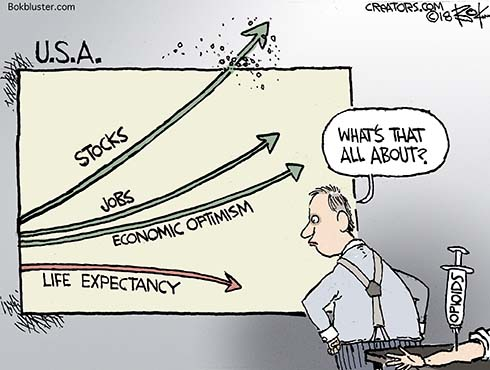 Bokbluster.com
CREATORS.COM
©18 BOK
U.S.A.
STOCKS
JOBS
ECONOMIC OPTIMISM
LIFE EXPECTANCY
WHAT'S THAT
ALL ABOUT?
OPIOIDS